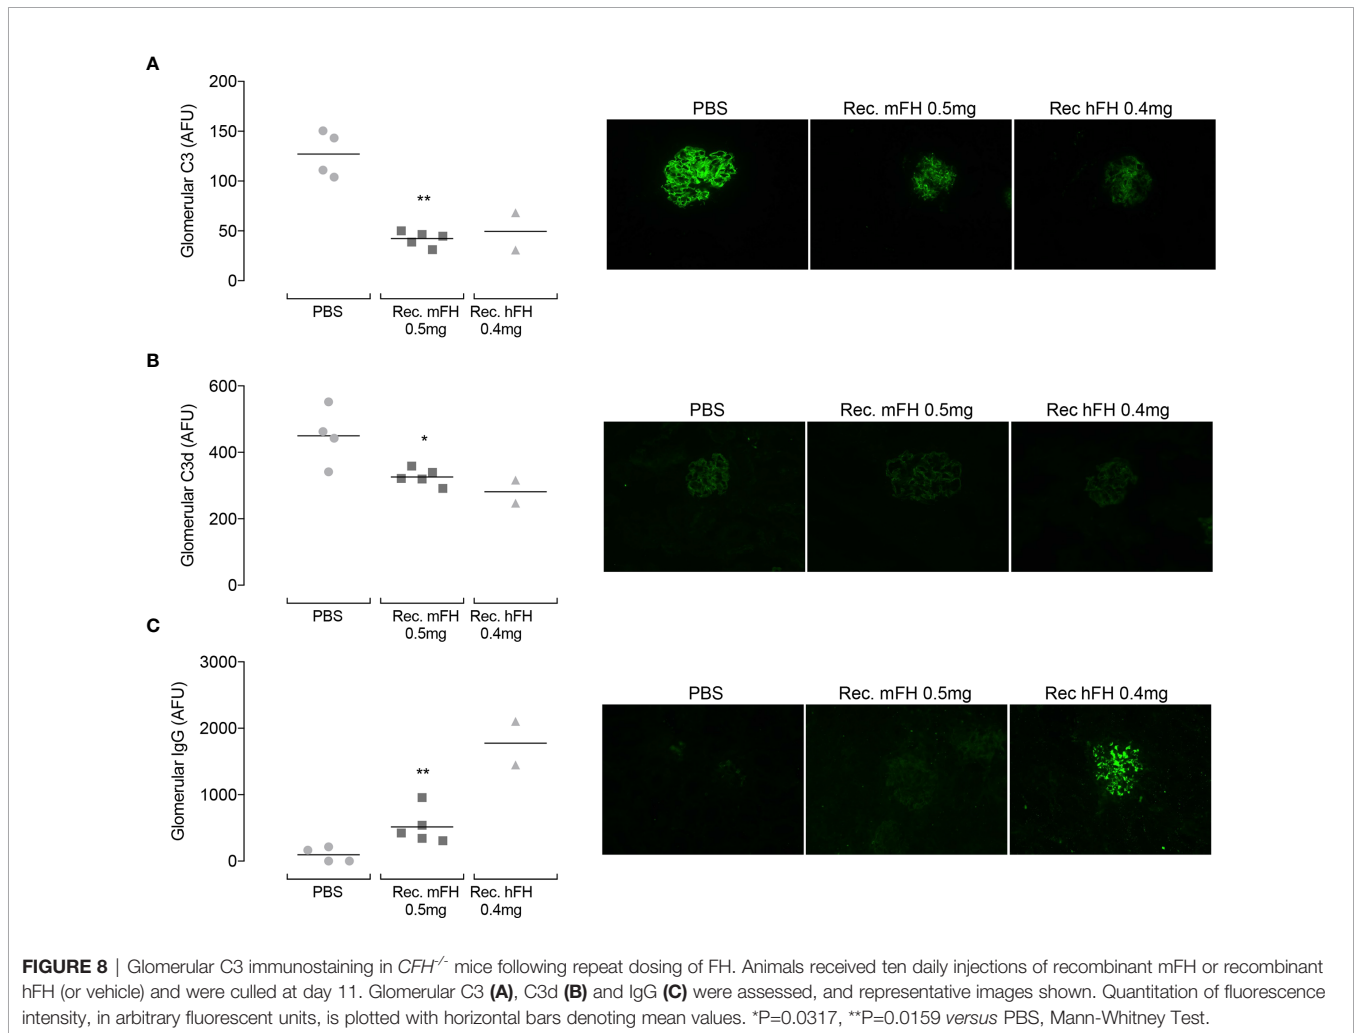 A
200
150
100
50
0
Glomerular C3 (AFU)
**
PBS
Rec. mFH
0.5mg
Rec. hFH
0.4mg
PBS
Rec. mFH 0.5mg
Rec hFH 0.4mg
B
600
400
200
0
Glomerular C3d (AFU)
*
PBS
Rec. mFH
0.5mg
Rec. hFH
0.4mg
PBS
Rec. mFH 0.5mg
Rec hFH 0.4mg
C
3000
2000
1000
0
Glomerular IgG (AFU)
**
PBS
Rec. mFH
0.5mg
Rec. hFH
0.4mg
PBS
Rec. mFH 0.5mg
Rec hFH 0.4mg
FIGURE 8 | Glomerular C3 immunostaining in CFH-/- mice following repeat dosing of FH. Animals received ten daily injections of recombinant mFH or recombinant
hFH (or vehicle) and were culled at day 11. Glomerular C3 (A), C3d (B) and IgG (C) were assessed, and representative images shown. Quantitation of fluorescence
intensity, in arbitrary fluorescent units, is plotted with horizontal bars denoting mean values. *P=0.0317, **P=0.0159 versus PBS, Mann-Whitney Test.